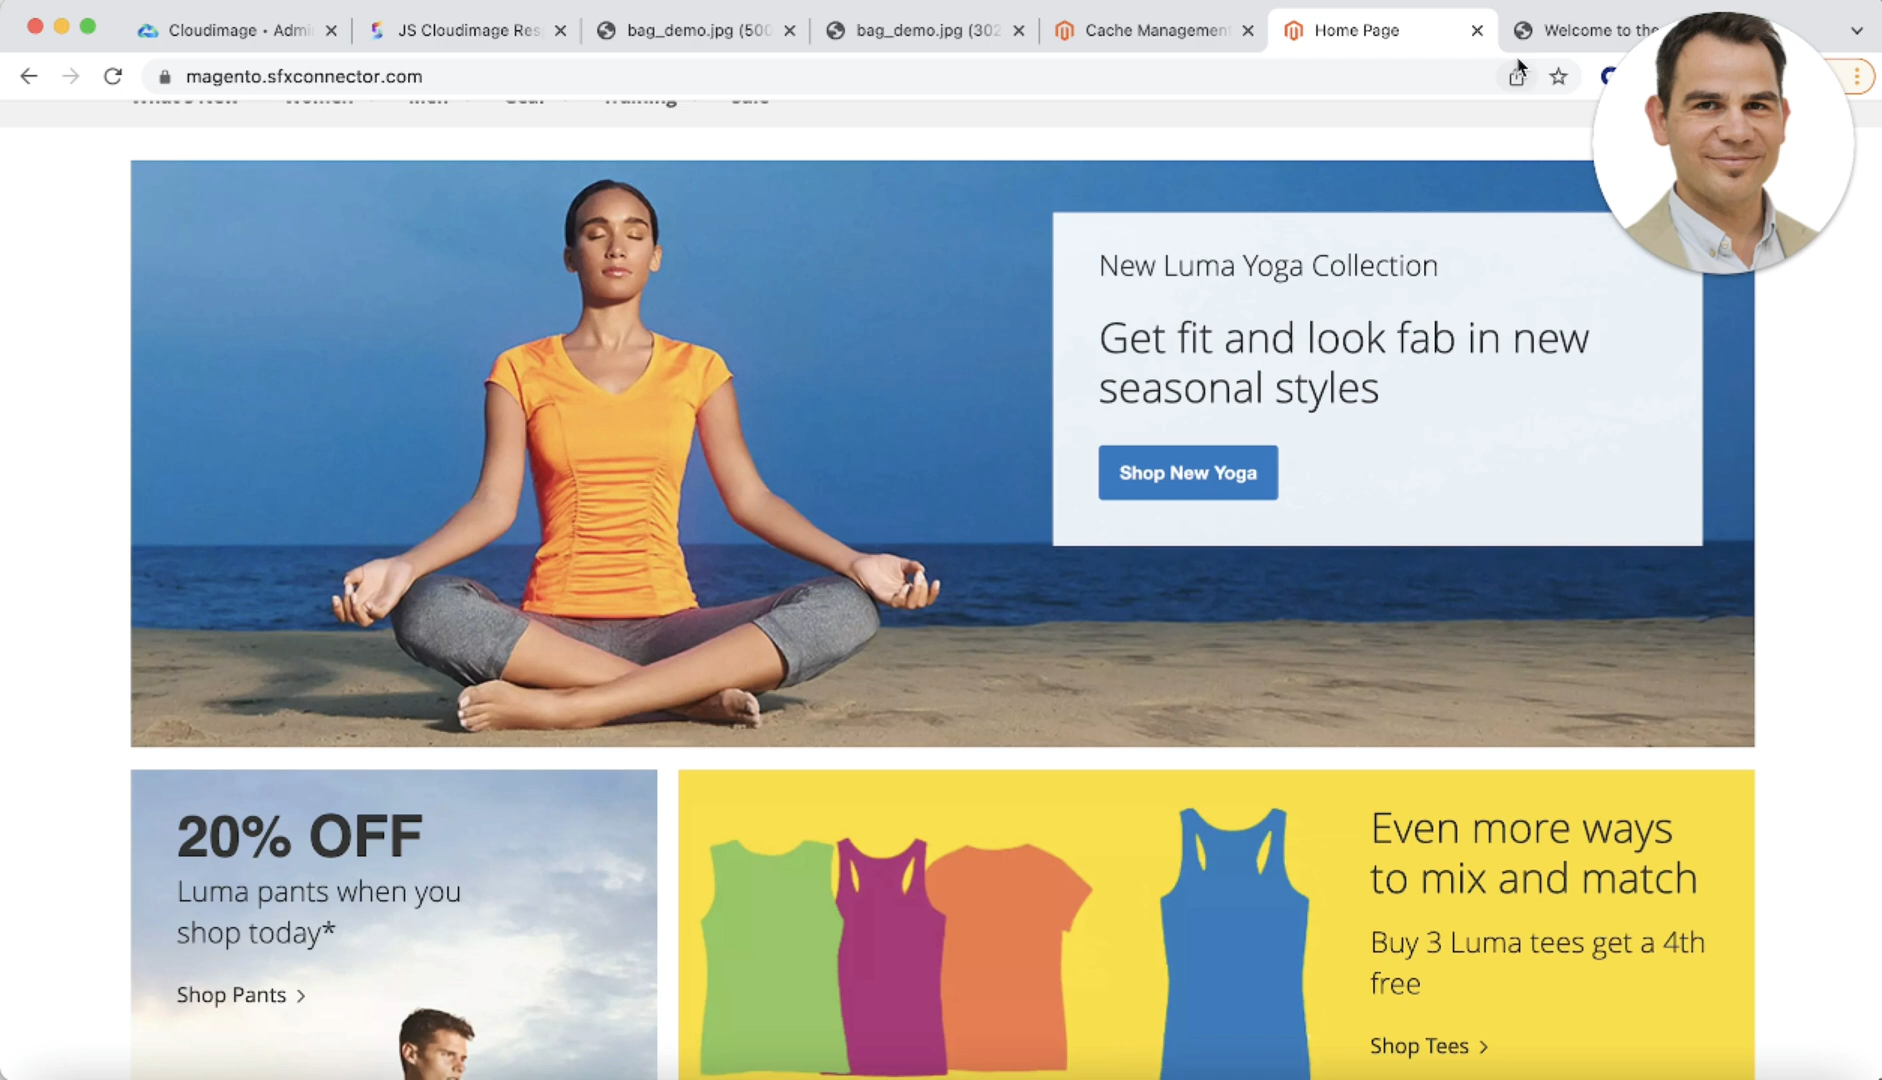 Cloudimage • Admi
JS Cloudimage Res
bag_demo.jpg (500
bag_demo.jpg (302
Cache Managemen
Home Page
Welcome to the
magento.sfxconnector.com
What's New Women Men Gear Training Sale
New Luma Yoga Collection
Get fit and look fab in new
seasonal styles
Shop New Yoga
20% OFF
Luma pants when you
shop today*
Shop Pants >
Even more ways
to mix and match
Buy 3 Luma tees get a 4th
free
Shop Tees >